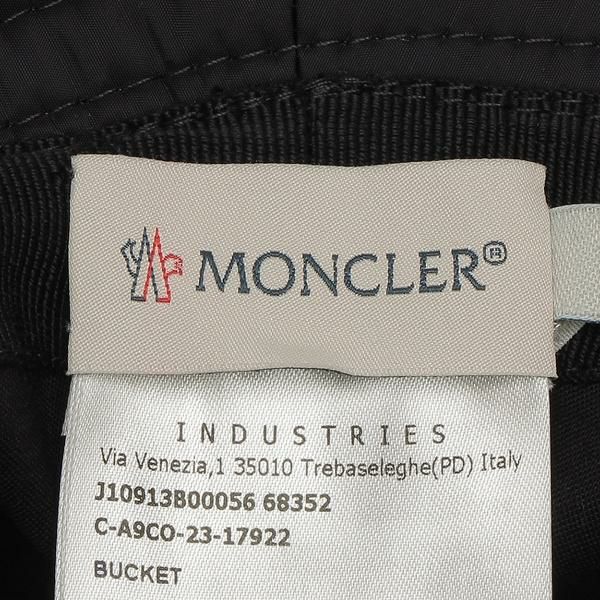 MONCLER®
INDUSTRIES
Via Venezia,1 35010 Trebaseleghe(PD) Italy
J10913B00056 68352
C-A9CO-23-17922
BUCKET